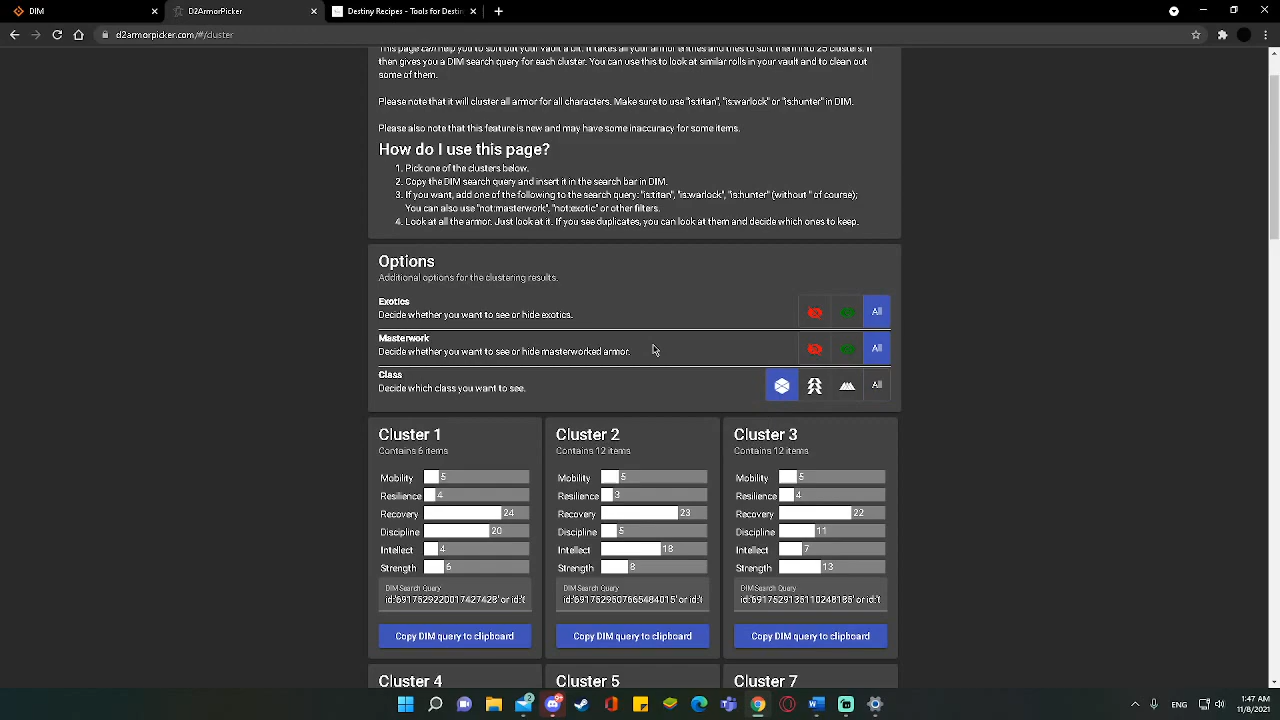 DIM
D2ArmorPicker
Destiny Recipes - Tools for Destin
d2armorpicker.com/#/cluster
This page can help you to sort out your vault a bit. It takes all your armor entries and tries to sort them into 25 clusters. It
then gives you a DIM search query for each cluster. You can use this to look at similar rolls in your vault and to clean out
some of them.
Please note that it will cluster all armor for all characters. Make sure to use "is:titan", "is:warlock" or "is:hunter" in DIM.
Please also note that this feature is new and may have some inaccuracy for some items.
How do I use this page?
1. Pick one of the clusters below.
2. Copy the DIM search query and insert it in the search bar in DIM.
3. If you want, add one of the following to the search query: "is:titan", "is:warlock", "is:hunter" (without " of course);
You can also use "not:masterwork", "not:exotic" or other filters.
4. Look at all the armor. Just look at it. If you see duplicates, you can look at them and decide which ones to keep.
Options
Additional options for the clustering results.
Exotics
Decide whether you want to see or hide exotics.
All
Masterwork
Decide whether you want to see or hide masterworked armor.
All
Class
Decide which class you want to see.
All
Cluster 1
Contains 6 items
Mobility 5
Resilience 4
Recovery 24
Discipline 20
Intellect 4
Strength 6
DIM Search Query
id:'6917529220017427428' or id:'6
Copy DIM query to clipboard
Cluster 2
Contains 12 items
Mobility 5
Resilience 3
Recovery 23
Discipline 5
Intellect 18
Strength 8
DIM Search Query
id:'6917529507665484015' or id:'6
Copy DIM query to clipboard
Cluster 3
Contains 12 items
Mobility 5
Resilience 4
Recovery 22
Discipline 11
Intellect 7
Strength 13
DIM Search Query
id:'6917529135110248185' or id:'6
Copy DIM query to clipboard
Cluster 4
Cluster 5
Cluster 7
ENG
1:47 AM
11/8/2021